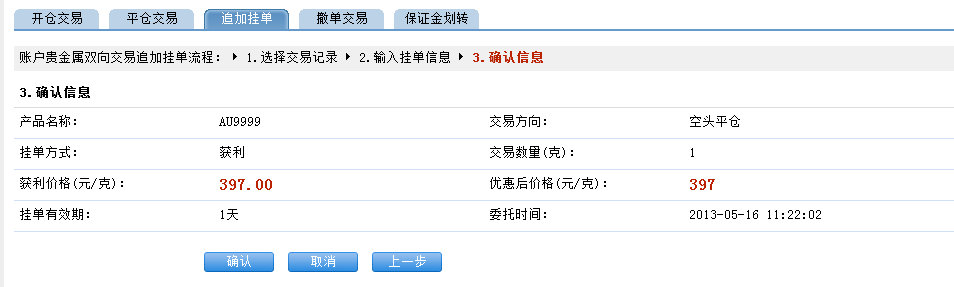 开仓交易 平仓交易 追加挂单 撤单交易 保证金划转
账户贵金属双向交易追加挂单流程： 1.选择交易记录 2.输入挂单信息 3.确认信息
3.确认信息
产品名称： AU9999 交易方向： 空头平仓
挂单方式： 获利 交易数量(克)： 1
获利价格(元/克)： 397.00 优惠后价格(元/克)： 397
挂单有效期： 1天 委托时间： 2013-05-16 11:22:02
确认 取消 上一步